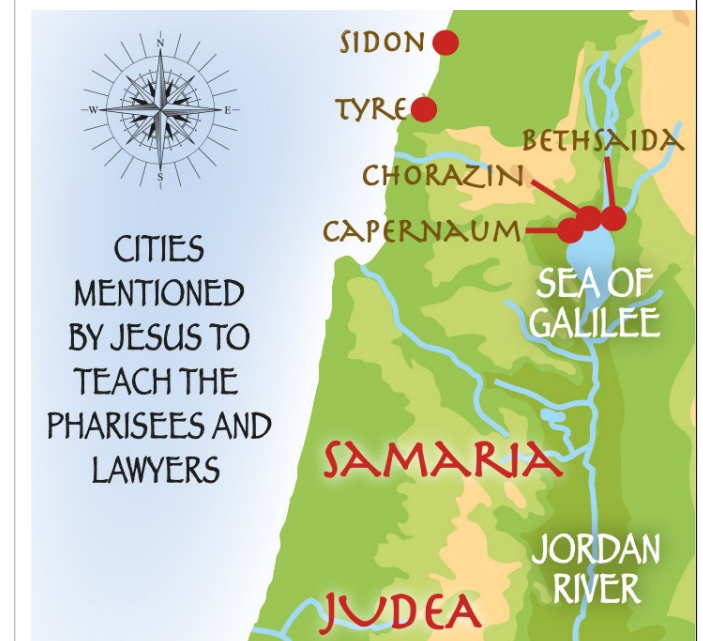 N
W
E
S
SIDON
TYRE
BETHSAIDA
CHORAZIN
CAPERNAUM
CITIES
MENTIONED
BY JESUS TO
TEACH THE
PHARISEES AND
LAWYERS
SEA OF
GALILEE
SAMARIA
JORDAN
RIVER
JUDEA